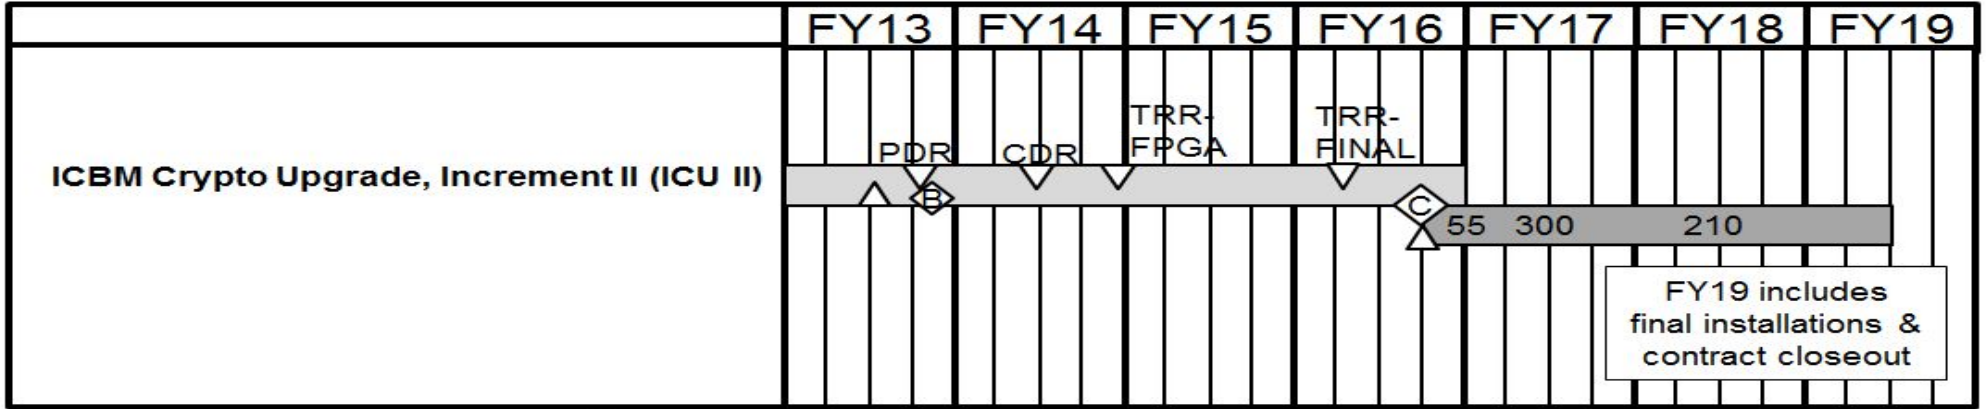 FY13 FY14 FY15 FY16 FY17 FY18 FY19
TRR-
FPGA
TRR-
FINAL
PDR
CDR
ICBM Crypto Upgrade, Increment II (ICU II)
B
C
55 300 210
FY19 includes
final installations &
contract closeout